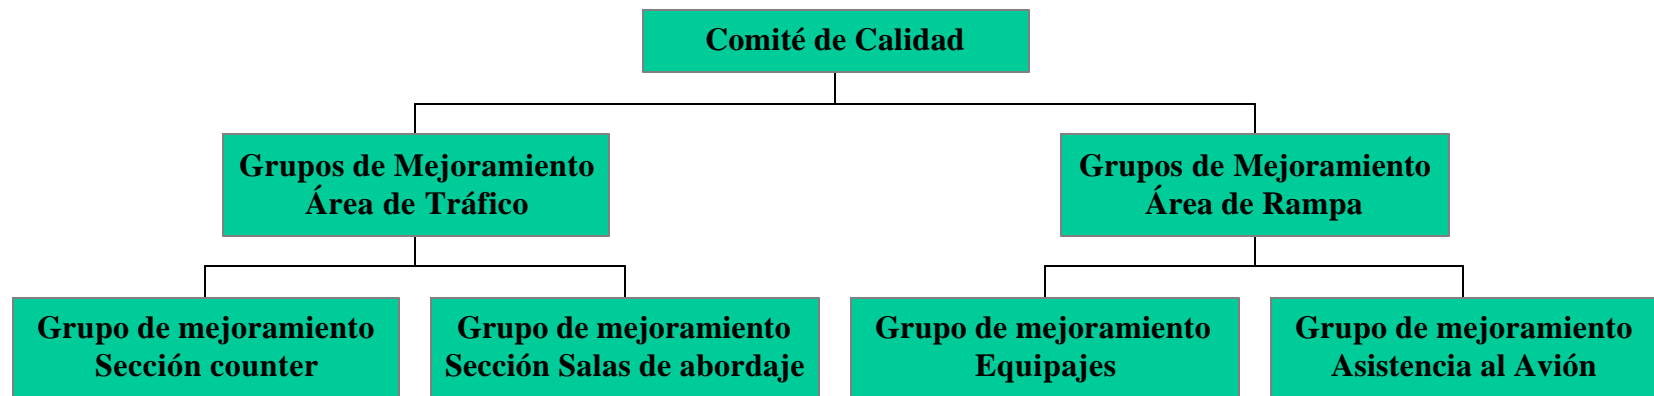 Comité de Calidad
Grupos de Mejoramiento
Área de Tráfico
Grupos de Mejoramiento
Área de Rampa
Grupo de mejoramiento
Sección counter
Grupo de mejoramiento
Sección Salas de abordaje
Grupo de mejoramiento
Equipajes
Grupo de mejoramiento
Asistencia al Avión